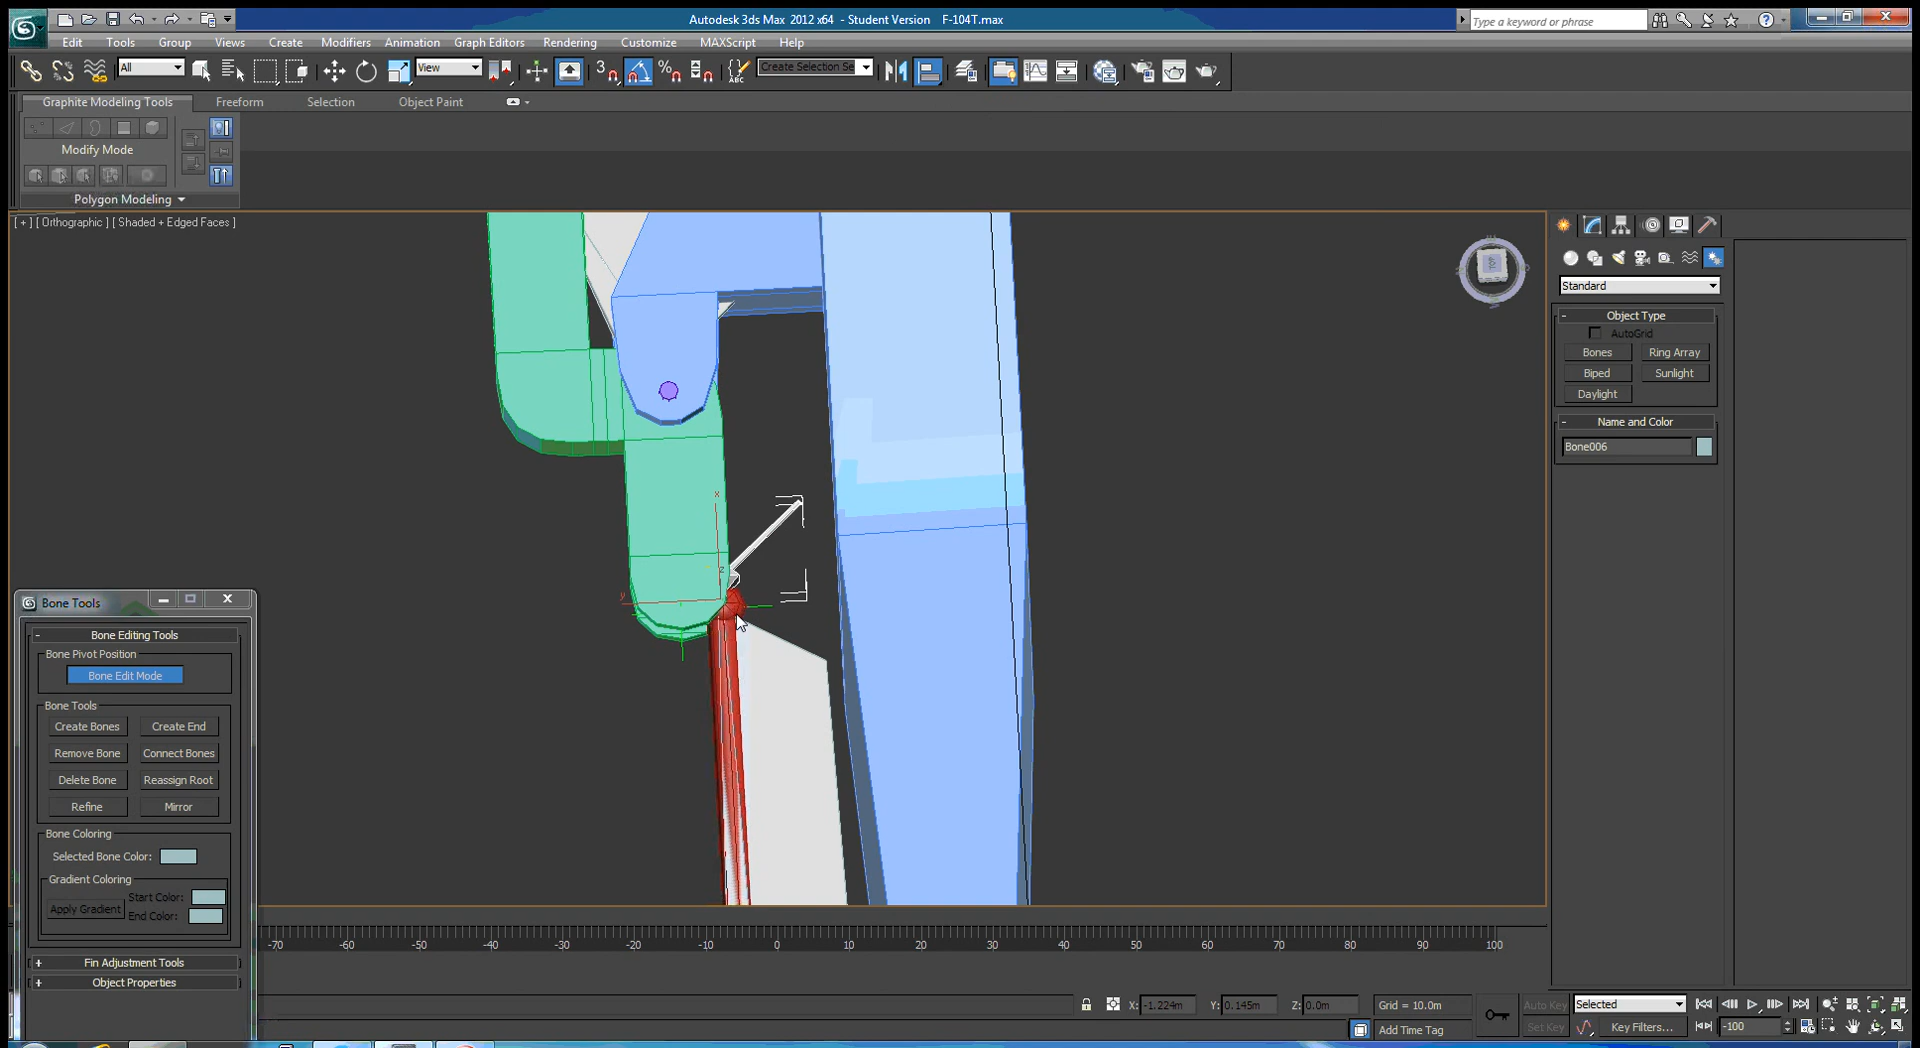 Autodesk 3ds Max 2012 x64 - Student Version F-104T.max
Type a keyword or phrase
Edit Tools Group Views Create Modifiers Animation Graph Editors Rendering Customize MAXScript Help
All View 3 Create Selection Se
Graphite Modeling Tools Freeform Selection Object Paint
Modify Mode
Polygon Modeling
[ + ] [ Orthographic ] [ Shaded + Edged Faces ]
TOP
Standard
Object Type
AutoGrid
Bones Ring Array
Biped Sunlight
Daylight
Name and Color
Bone006
x
z
y
Bone Tools
Bone Editing Tools
Bone Pivot Position
Bone Edit Mode
Bone Tools
Create Bones Create End
Remove Bone Connect Bones
Delete Bone Reassign Root
Refine Mirror
Bone Coloring
Selected Bone Color:
Gradient Coloring
Start Color:
Apply Gradient
End Color:
Fin Adjustment Tools
Object Properties
-70 -60 -50 -40 -30 -20 -10 0 10 20 30 40 50 60 70 80 90 100
X: -1.224m Y: 0.145m Z: 0.0m Grid = 10.0m Auto Key Selected
Add Time Tag Set Key Key Filters... -100